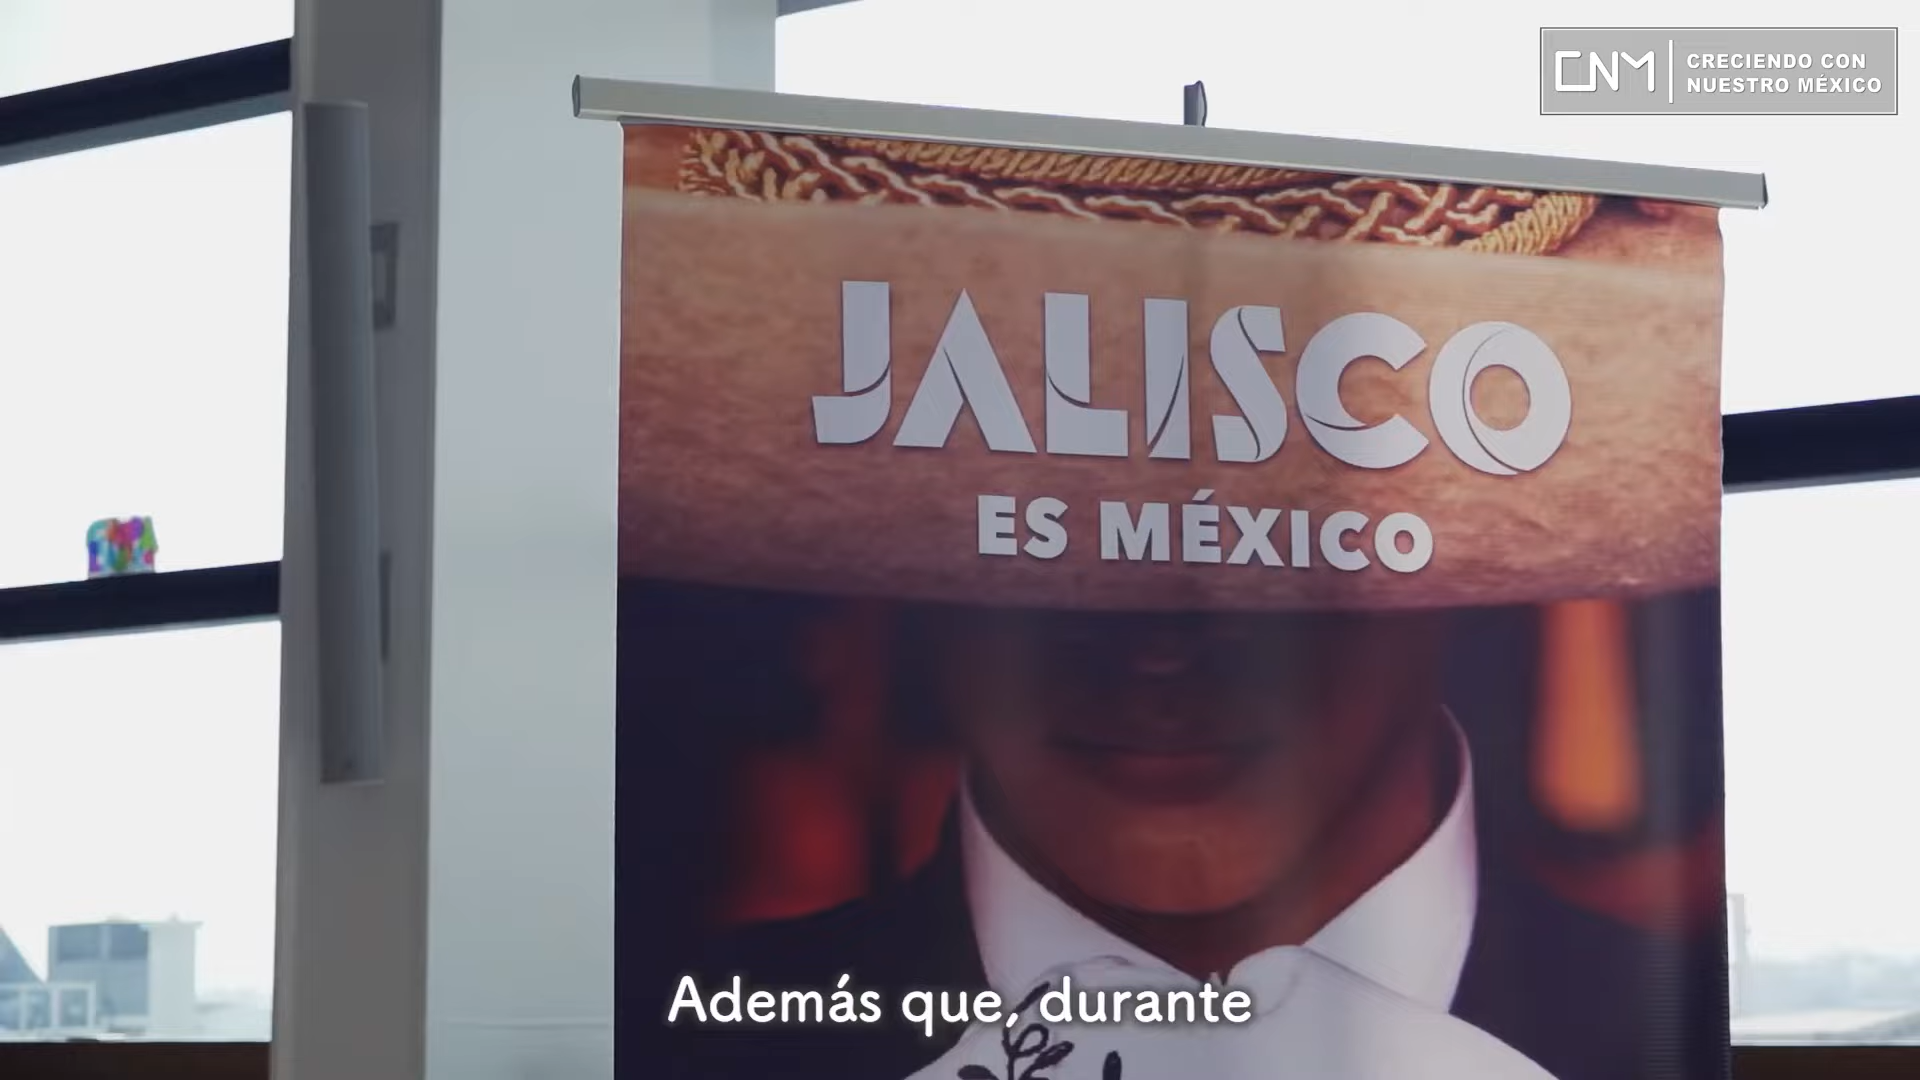 CNM
CRECIENDO CON
NUESTRO MÉXICO
JALISCO
ES MÉXICO
Además que, durante